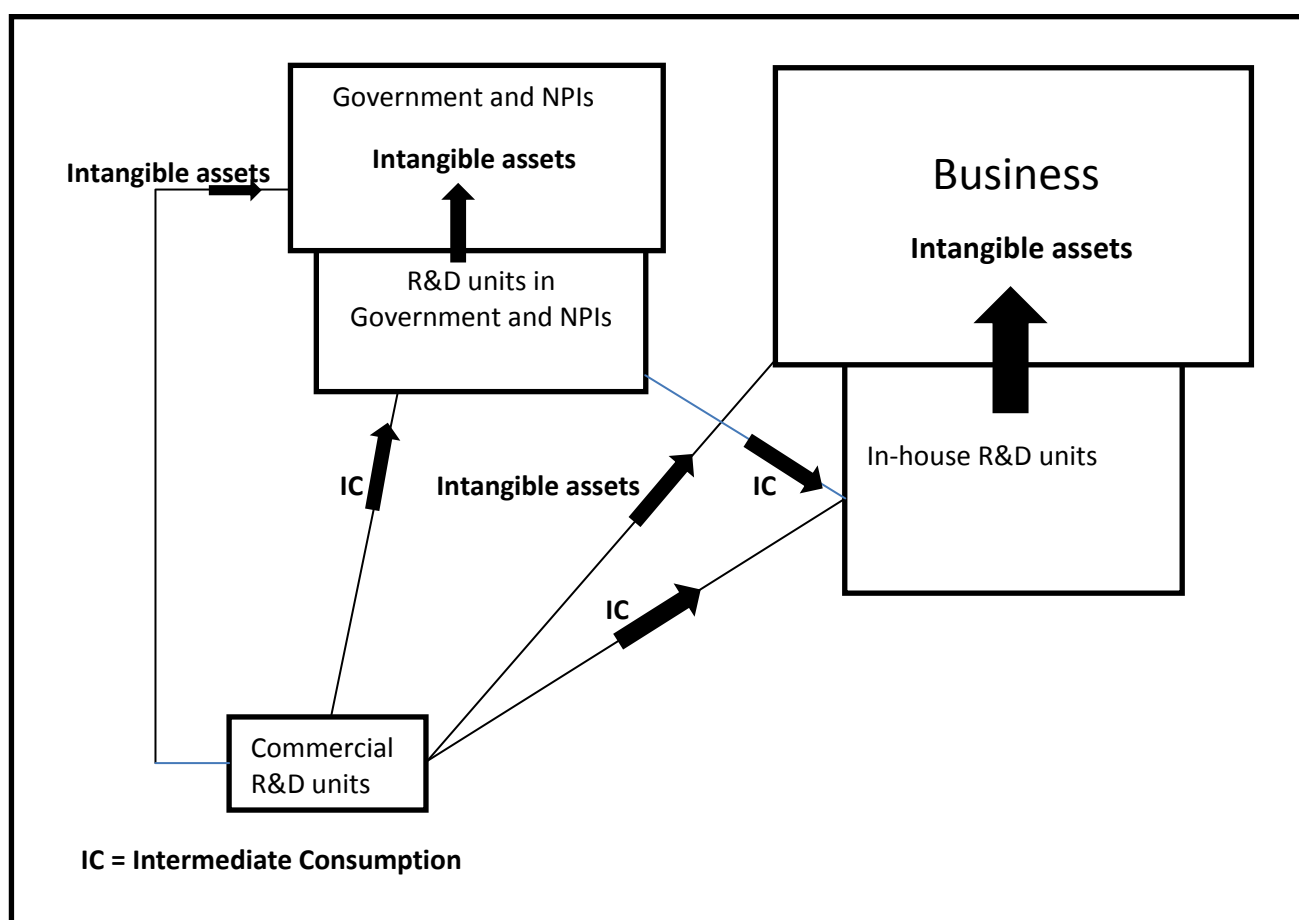 Government and NPIs
Intangible assets
Intangible assets
R&D units in
Government and NPIs
Business
Intangible assets
In-house R&D units
IC
Intangible assets
IC
IC
Commercial
R&D units
IC = Intermediate Consumption